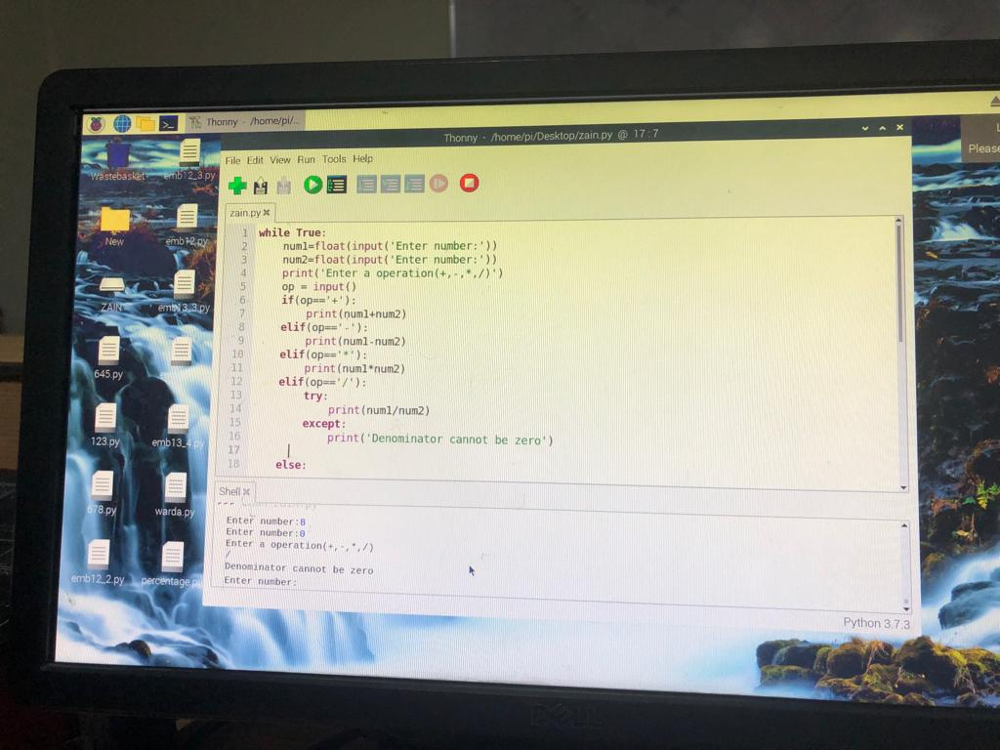 Thonny - /home/pi/...
Thonny - /home/pi/Desktop/zain.py @ 17:7
Please
File Edit View Run Tools Help
zain.py
1 while True:
2 num1=float(input('Enter number:'))
3 num2=float(input('Enter number:'))
4 print('Enter a operation(+,-,*,/)')
5 op = input()
6 if(op=='+'):
7 print(num1+num2)
8 elif(op=='-'):
9 print(num1-num2)
10 elif(op=='*'):
11 print(num1*num2)
12 elif(op=='/'):
13 try:
14 print(num1/num2)
15 except:
16 print('Denominator cannot be zero')
17
18 else:
Shell
Enter number:8
Enter number:0
Enter a operation(+,-,*,/)
/
Denominator cannot be zero
Enter number:
Python 3.7.3
Wastebasket
emb12_3.py
New
emb12.py
ZAIN
emb13_3.py
645.py
123.py
emb13_4.py
678.py
warda.py
emb12_2.py
percentage.py
DELL